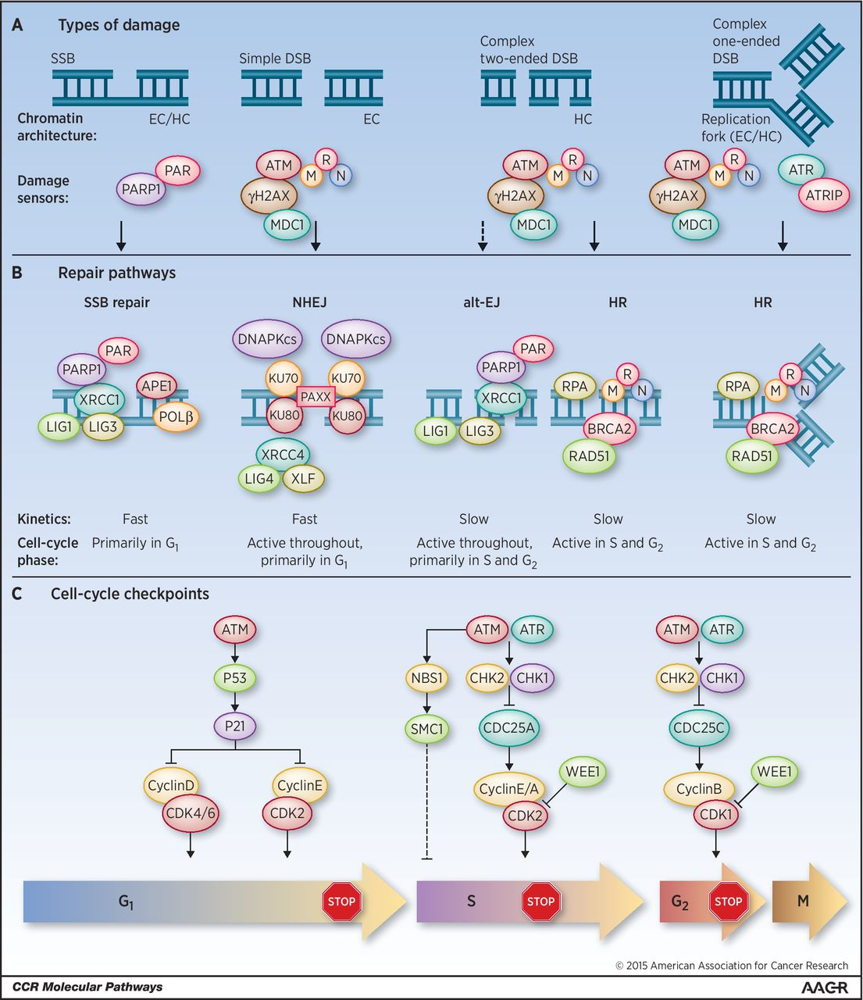 A Types of damage
SSB
Simple DSB
Complex
two-ended DSB
Complex
one-ended
DSB
Chromatin
architecture:
EC/HC
EC
HC
Replication
fork (EC/HC)
Damage
sensors:
PAR
PARP1
ATM
R
M
N
γH2AX
MDC1
ATM
R
M
N
γH2AX
MDC1
ATM
R
M
N
γH2AX
MDC1
ATR
ATRIP
B Repair pathways
SSB repair
NHEJ
alt-EJ
HR
HR
PAR
PARP1
XRCC1
LIG1
LIG3
APE1
POLβ
DNAPKcs
DNAPKcs
KU70
KU70
PAXX
KU80
KU80
XRCC4
LIG4
XLF
PAR
PARP1
XRCC1
LIG1
LIG3
RPA
R
M
N
BRCA2
RAD51
RPA
R
M
N
BRCA2
RAD51
Kinetics:
Fast
Fast
Slow
Slow
Slow
Cell-cycle
phase:
Primarily in G₁
Active throughout,
primarily in G₁
Active throughout,
primarily in S and G₂
Active in S and G₂
Active in S and G₂
C Cell-cycle checkpoints
ATM
P53
P21
CyclinD
CDK4/6
CyclinE
CDK2
ATM
ATR
NBS1
CHK2
CHK1
SMC1
CDC25A
WEE1
CyclinE/A
CDK2
ATM
ATR
CHK2
CHK1
CDC25C
WEE1
CyclinB
CDK1
G₁
STOP
S
STOP
G₂
STOP
M
© 2015 American Association for Cancer Research
CCR Molecular Pathways
AACR